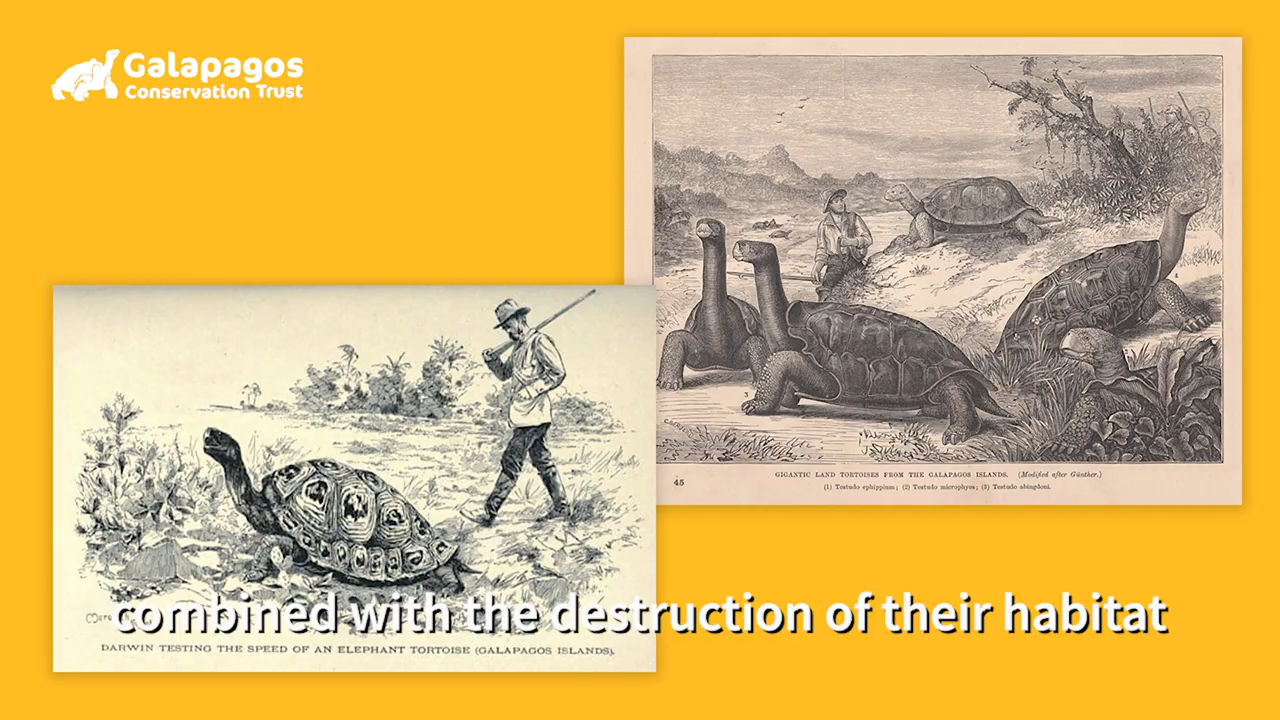 Galapagos
Conservation Trust
GIGANTIC LAND TORTOISES FROM THE GALAPAGOS ISLANDS. (Modified after Günther.)
45
(1) Testudo ephippium; (2) Testudo microphyes; (3) Testudo abingdoni.
combined with the destruction of their habitat
DARWIN TESTING THE SPEED OF AN ELEPHANT TORTOISE (GALAPAGOS ISLANDS).